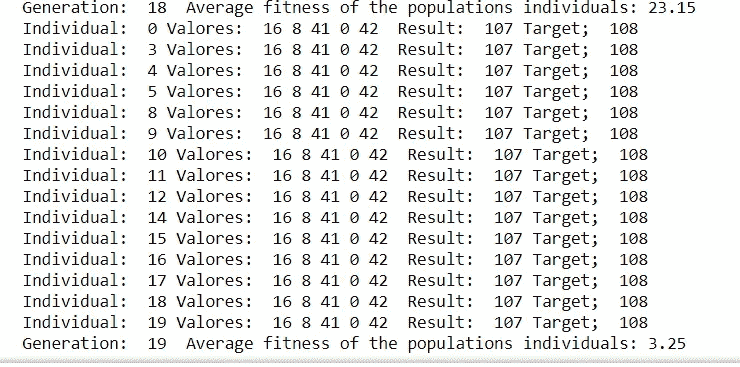 Generation: 18 Average fitness of the populations individuals: 23.15
Individual: 0 Valores: 16 8 41 0 42 Result: 107 Target; 108
Individual: 3 Valores: 16 8 41 0 42 Result: 107 Target; 108
Individual: 4 Valores: 16 8 41 0 42 Result: 107 Target; 108
Individual: 5 Valores: 16 8 41 0 42 Result: 107 Target; 108
Individual: 8 Valores: 16 8 41 0 42 Result: 107 Target; 108
Individual: 9 Valores: 16 8 41 0 42 Result: 107 Target; 108
Individual: 10 Valores: 16 8 41 0 42 Result: 107 Target; 108
Individual: 11 Valores: 16 8 41 0 42 Result: 107 Target; 108
Individual: 12 Valores: 16 8 41 0 42 Result: 107 Target; 108
Individual: 14 Valores: 16 8 41 0 42 Result: 107 Target; 108
Individual: 15 Valores: 16 8 41 0 42 Result: 107 Target; 108
Individual: 16 Valores: 16 8 41 0 42 Result: 107 Target; 108
Individual: 17 Valores: 16 8 41 0 42 Result: 107 Target; 108
Individual: 18 Valores: 16 8 41 0 42 Result: 107 Target; 108
Individual: 19 Valores: 16 8 41 0 42 Result: 107 Target; 108
Generation: 19 Average fitness of the populations individuals: 3.25